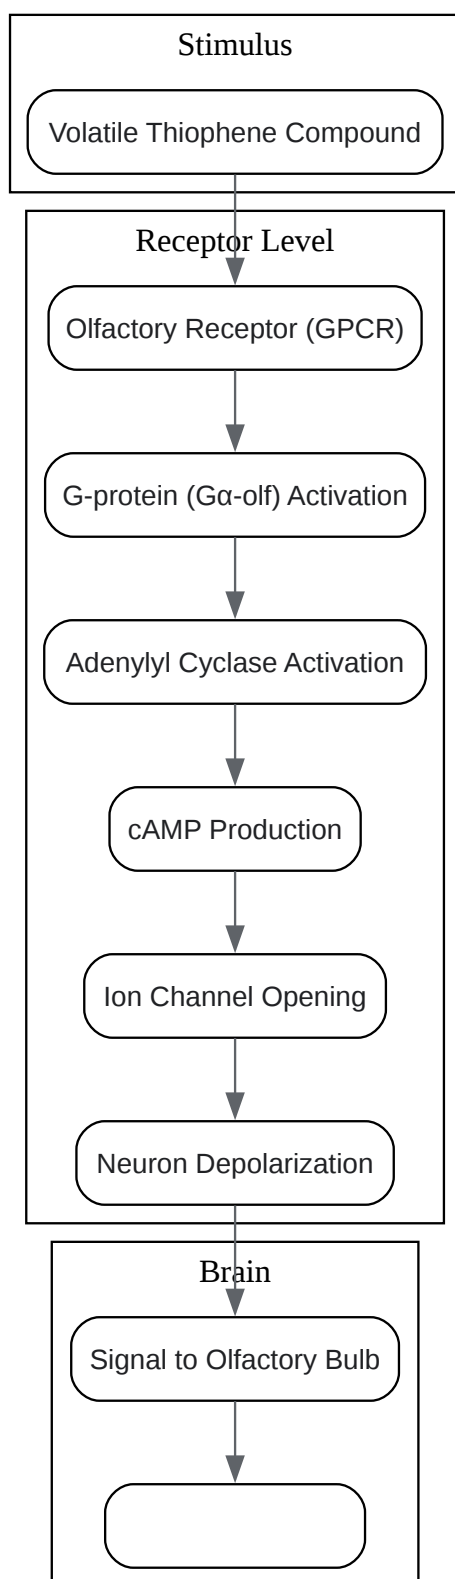 Stimulus
Volatile Thiophene Compound
Receptor Level
Olfactory Receptor (GPCR)
G-protein (Gα-olf) Activation
Adenylyl Cyclase Activation
cAMP Production
Ion Channel Opening
Neuron Depolarization
Brain
Signal to Olfactory Bulb